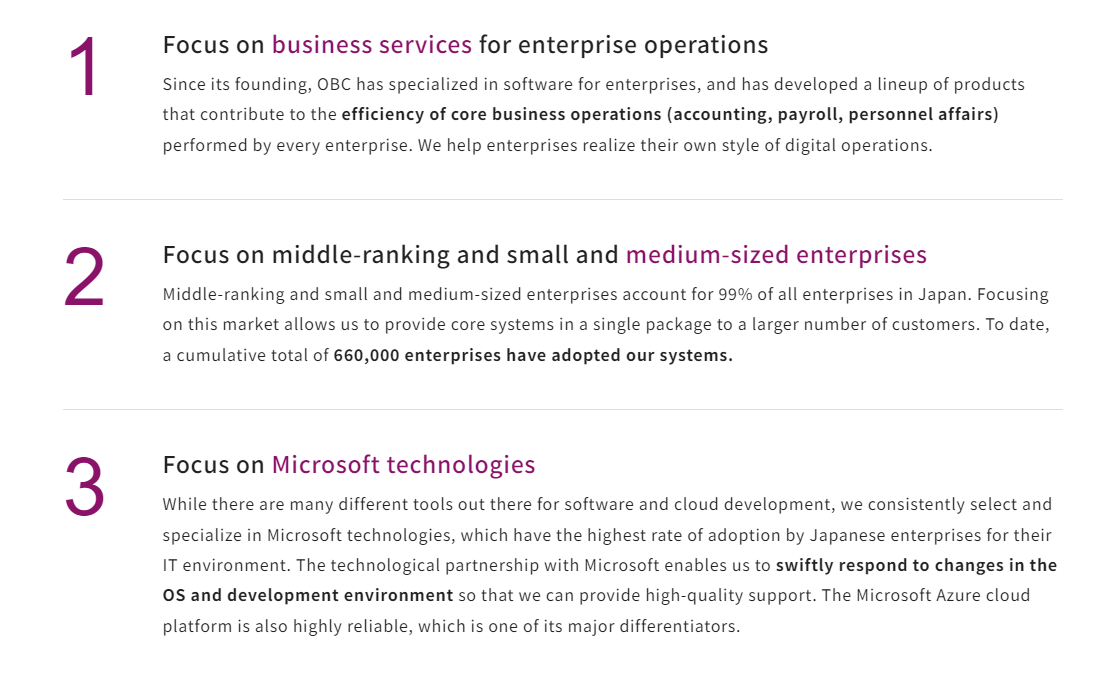 1
Focus on business services for enterprise operations
Since its founding, OBC has specialized in software for enterprises, and has developed a lineup of products
that contribute to the efficiency of core business operations (accounting, payroll, personnel affairs)
performed by every enterprise. We help enterprises realize their own style of digital operations.
2
Focus on middle-ranking and small and medium-sized enterprises
Middle-ranking and small and medium-sized enterprises account for 99% of all enterprises in Japan. Focusing
on this market allows us to provide core systems in a single package to a larger number of customers. To date,
a cumulative total of 660,000 enterprises have adopted our systems.
3
Focus on Microsoft technologies
While there are many different tools out there for software and cloud development, we consistently select and
specialize in Microsoft technologies, which have the highest rate of adoption by Japanese enterprises for their
IT environment. The technological partnership with Microsoft enables us to swiftly respond to changes in the
OS and development environment so that we can provide high-quality support. The Microsoft Azure cloud
platform is also highly reliable, which is one of its major differentiators.